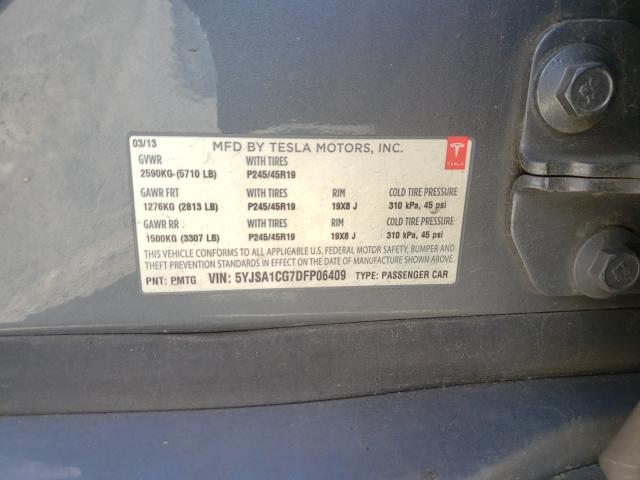 03/13 MFD BY TESLA MOTORS, INC.
GVWR WITH TIRES
2590KG (5710 LB) P245/45R19
GAWR FRT WITH TIRES RIM COLD TIRE PRESSURE
1276KG (2813 LB) P245/45R19 19X8 J 310 kPa, 45 psi
GAWR RR WITH TIRES RIM COLD TIRE PRESSURE
1500KG (3307 LB) P245/45R19 19X8 J 310 kPa, 45 psi
THIS VEHICLE CONFORMS TO ALL APPLICABLE U.S. FEDERAL MOTOR SAFETY, BUMPER AND
THEFT PREVENTION STANDARDS IN EFFECT ON THE DATE OF MANUFACTURE SHOWN ABOVE.
PNT: PMTG VIN: 5YJSA1CG7DFP06409 TYPE: PASSENGER CAR
TESLA